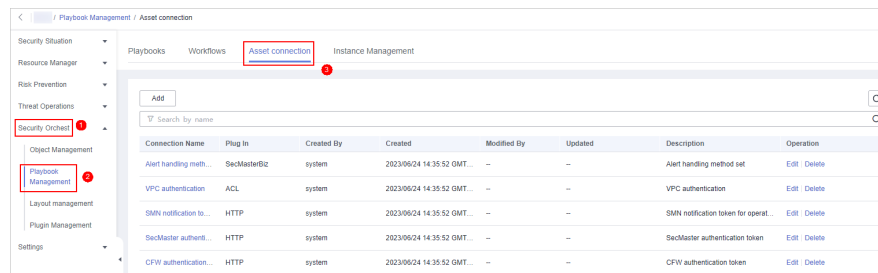 / Playbook Management / Asset connection
Security Situation
Resource Manager
Risk Prevention
Threat Operations
Security Orchest 1
Object Management
Playbook
Management 2
Layout management
Plugin Management
Settings
Playbooks Workflows Asset connection Instance Management
3
Add
Search by name
Connection Name Plug In Created By Created Modified By Updated Description Operation
Alert handling meth... SecMasterBiz system 2023/06/24 14:35:52 GMT... -- -- Alert handling method set Edit | Delete
VPC authentication ACL system 2023/06/24 14:35:52 GMT... -- -- VPC authentication Edit | Delete
SMN notification to... HTTP system 2023/06/24 14:35:52 GMT... -- -- SMN notification token for operat... Edit | Delete
SecMaster authenti... HTTP system 2023/06/24 14:35:52 GMT... -- -- SecMaster authentication token Edit | Delete
CFW authentication... HTTP system 2023/06/24 14:35:52 GMT... -- -- CFW authentication token Edit | Delete